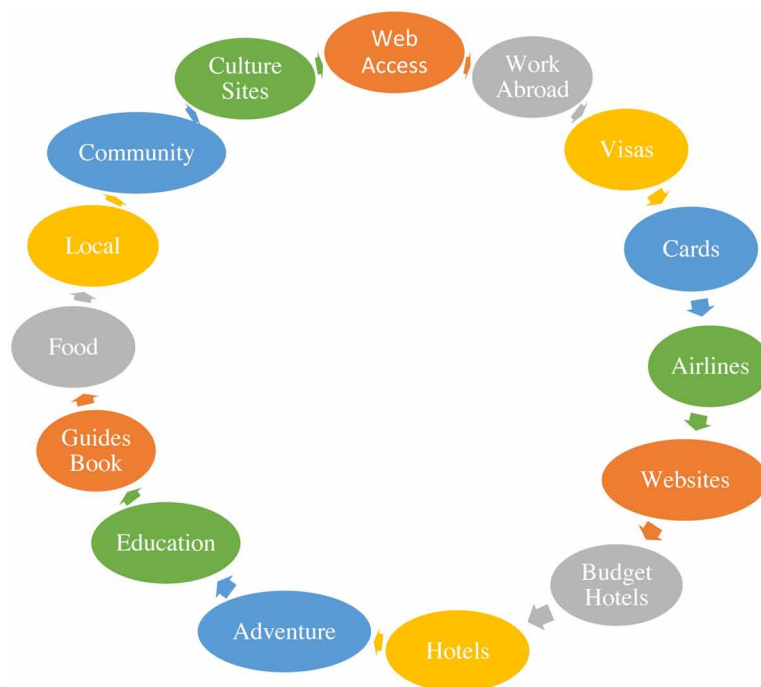 Web
Access
Work
Abroad
Visas
Cards
Airlines
Websites
Budget
Hotels
Hotels
Adventure
Education
Guides
Book
Food
Local
Community
Culture
Sites